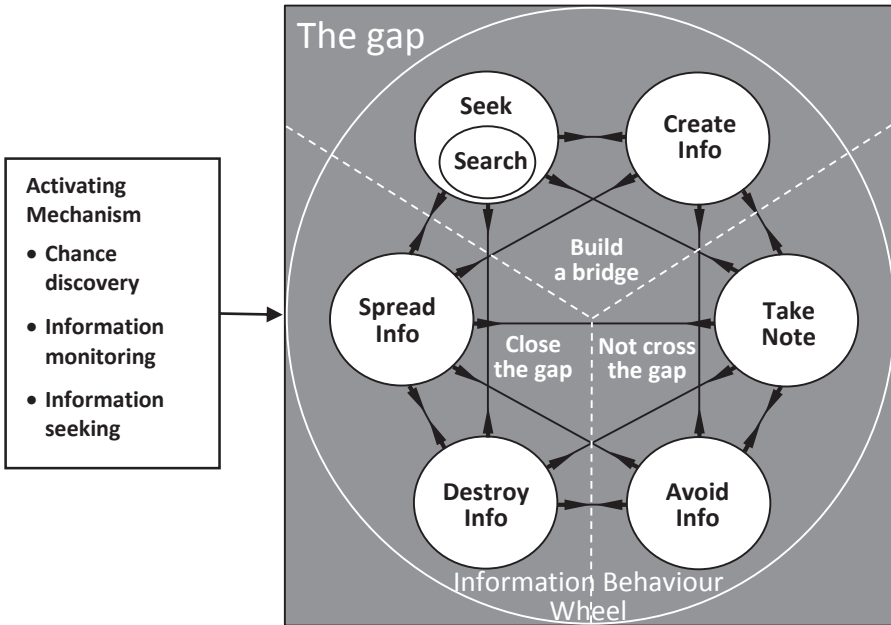 The gap
Seek
Search
Create
Info
Activating
Mechanism
• Chance
discovery
• Information
monitoring
• Information
seeking
Build
a bridge
Spread
Info
Take
Note
Close
the gap
Not cross
the gap
Destroy
Info
Avoid
Info
Information Behaviour
Wheel